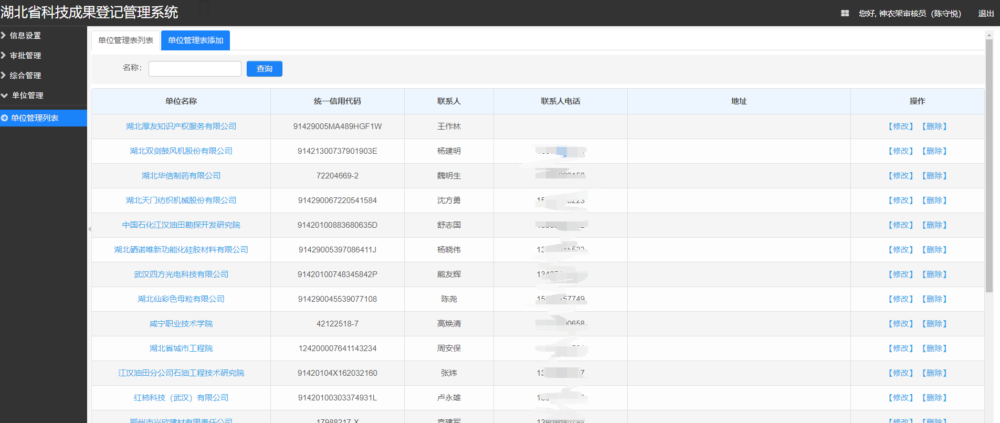 湖北省科技成果登记管理系统
您好, 神农架审核员（陈守悦） 退出
信息设置
审批管理
综合管理
单位管理
单位管理列表
单位管理表列表 单位管理表添加
名称： 查询
单位名称 统一信用代码 联系人 联系人电话 地址 操作
湖北厚友知识产权服务有限公司 91429005MA489HGF1W 王作林 【修改】 【删除】
湖北双剑鼓风机股份有限公司 91421300737901903E 杨建明 【修改】 【删除】
湖北华信制药有限公司 72204669-2 魏明生 【修改】 【删除】
湖北天门纺织机械股份有限公司 914290067220541584 沈方勇 【修改】 【删除】
中国石化江汉油田勘探开发研究院 91420100883680635D 舒志国 【修改】 【删除】
湖北硒诺唯新功能化硅胶材料有限公司 91429005397086411J 杨晓伟 【修改】 【删除】
武汉四方光电科技有限公司 91420100748345842P 熊友辉 【修改】 【删除】
湖北仙彩色母粒有限公司 914290045539077108 陈尧 【修改】 【删除】
咸宁职业技术学院 42122518-7 高焕清 【修改】 【删除】
湖北省城市工程院 124200007641143234 周安保 【修改】 【删除】
江汉油田分公司石油工程技术研究院 91420104X162032160 张炜 【修改】 【删除】
红柿科技（武汉）有限公司 91420100303374931L 卢永雄 【修改】 【删除】
鄂州市兴欣建材有限责任公司 17988217-X 袁建军 【修改】 【删除】